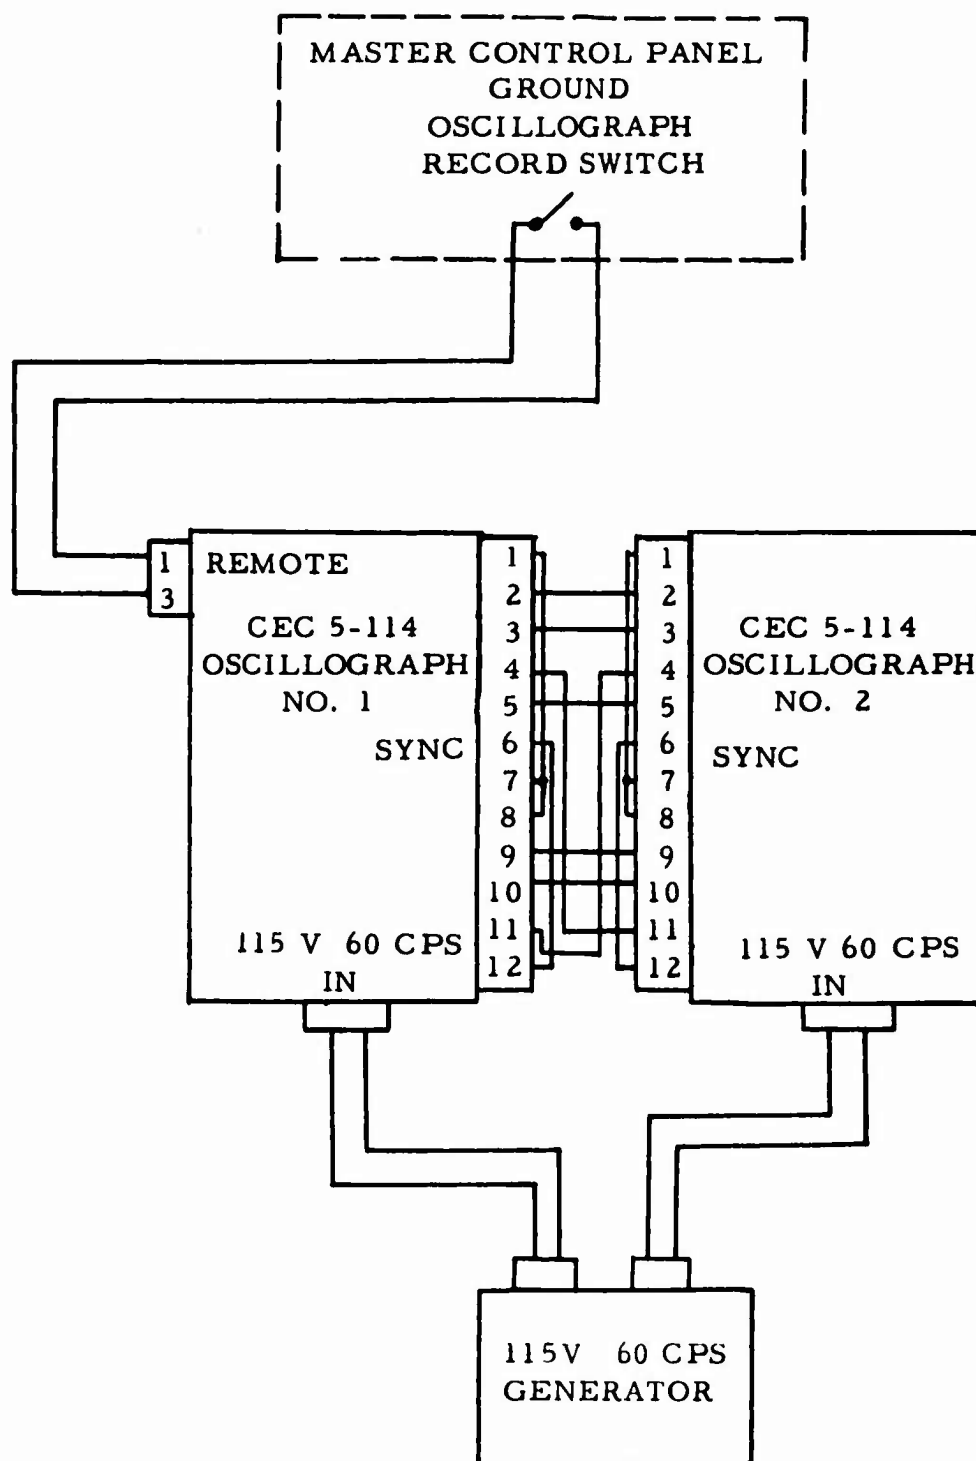 MASTER CONTROL PANEL
GROUND
OSCILLOGRAPH
RECORD SWITCH
1 REMOTE
3
CEC 5-114
OSCILLOGRAPH
NO. 1
SYNC
115 V 60 CPS
IN
1
2
3
4
5
6
7
8
9
10
11
12
1
2
3
4
5
6
7
8
9
10
11
12
CEC 5-114
OSCILLOGRAPH
NO. 2
SYNC
115 V 60 CPS
IN
115V 60 CPS
GENERATOR